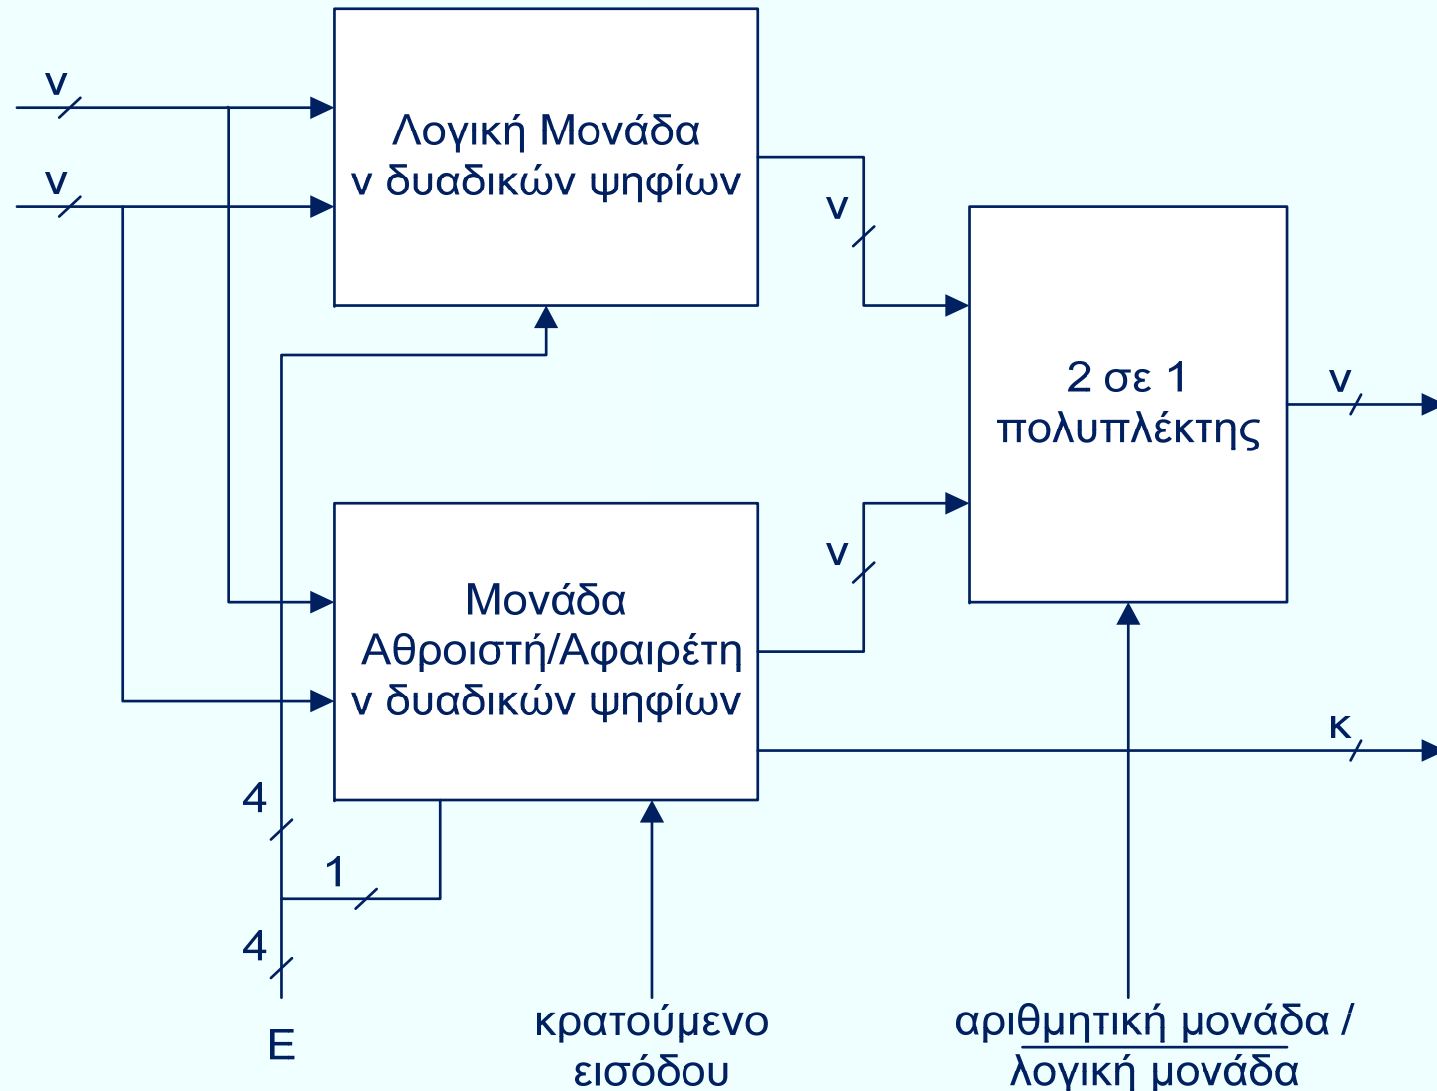 ν
ν
Λογική Μονάδα
ν δυαδικών ψηφίων
ν
2 σε 1
πολυπλέκτης
ν
Μονάδα
Αθροιστή/Αφαιρέτη
ν δυαδικών ψηφίων
ν
κ
4
1
4
Ε
κρατούμενο
εισόδου
αριθμητική μονάδα /
λογική μονάδα